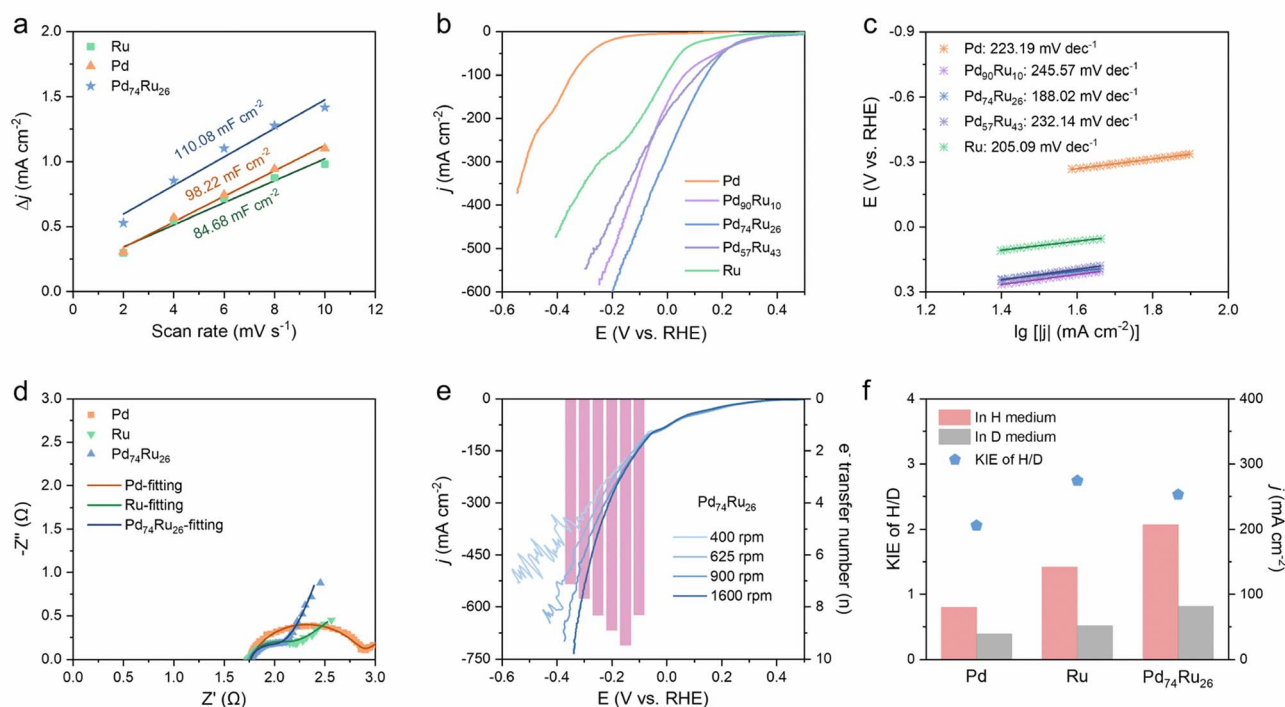 a
2.0
1.5
1.0
0.5
0.0
0 2 4 6 8 10 12
Δj (mA cm⁻²)
Scan rate (mV s⁻¹)
Ru
Pd
Pd₇₄Ru₂₆
110.08 mF cm⁻²
98.22 mF cm⁻²
84.68 mF cm⁻²
b
0
-100
-200
-300
-400
-500
-600
-0.6 -0.4 -0.2 0.0 0.2 0.4
j (mA cm⁻²)
E (V vs. RHE)
Pd
Pd₉₀Ru₁₀
Pd₇₄Ru₂₆
Pd₅₇Ru₄₃
Ru
c
-0.9
-0.6
-0.3
0.0
0.3
1.2 1.4 1.6 1.8 2.0
E (V vs. RHE)
lg [|j| (mA cm⁻²)]
Pd: 223.19 mV dec⁻¹
Pd₉₀Ru₁₀: 245.57 mV dec⁻¹
Pd₇₄Ru₂₆: 188.02 mV dec⁻¹
Pd₅₇Ru₄₃: 232.14 mV dec⁻¹
Ru: 205.09 mV dec⁻¹
d
3.0
2.5
2.0
1.5
1.0
0.5
0.0
0.0 0.5 1.0 1.5 2.0 2.5 3.0
-Z" (Ω)
Z' (Ω)
Pd
Ru
Pd₇₄Ru₂₆
Pd-fitting
Ru-fitting
Pd₇₄Ru₂₆-fitting
e
0
-150
-300
-450
-600
-750
-0.6 -0.4 -0.2 0.0 0.2 0.4
j (mA cm⁻²)
E (V vs. RHE)
0
2
4
6
8
10
e⁻ transfer number (n)
Pd₇₄Ru₂₆
400 rpm
625 rpm
900 rpm
1600 rpm
f
4
3
2
1
0
KIE of H/D
In H medium
In D medium
KIE of H/D
Pd Ru Pd₇₄Ru₂₆
400
300
200
100
0
j (mA cm⁻²)